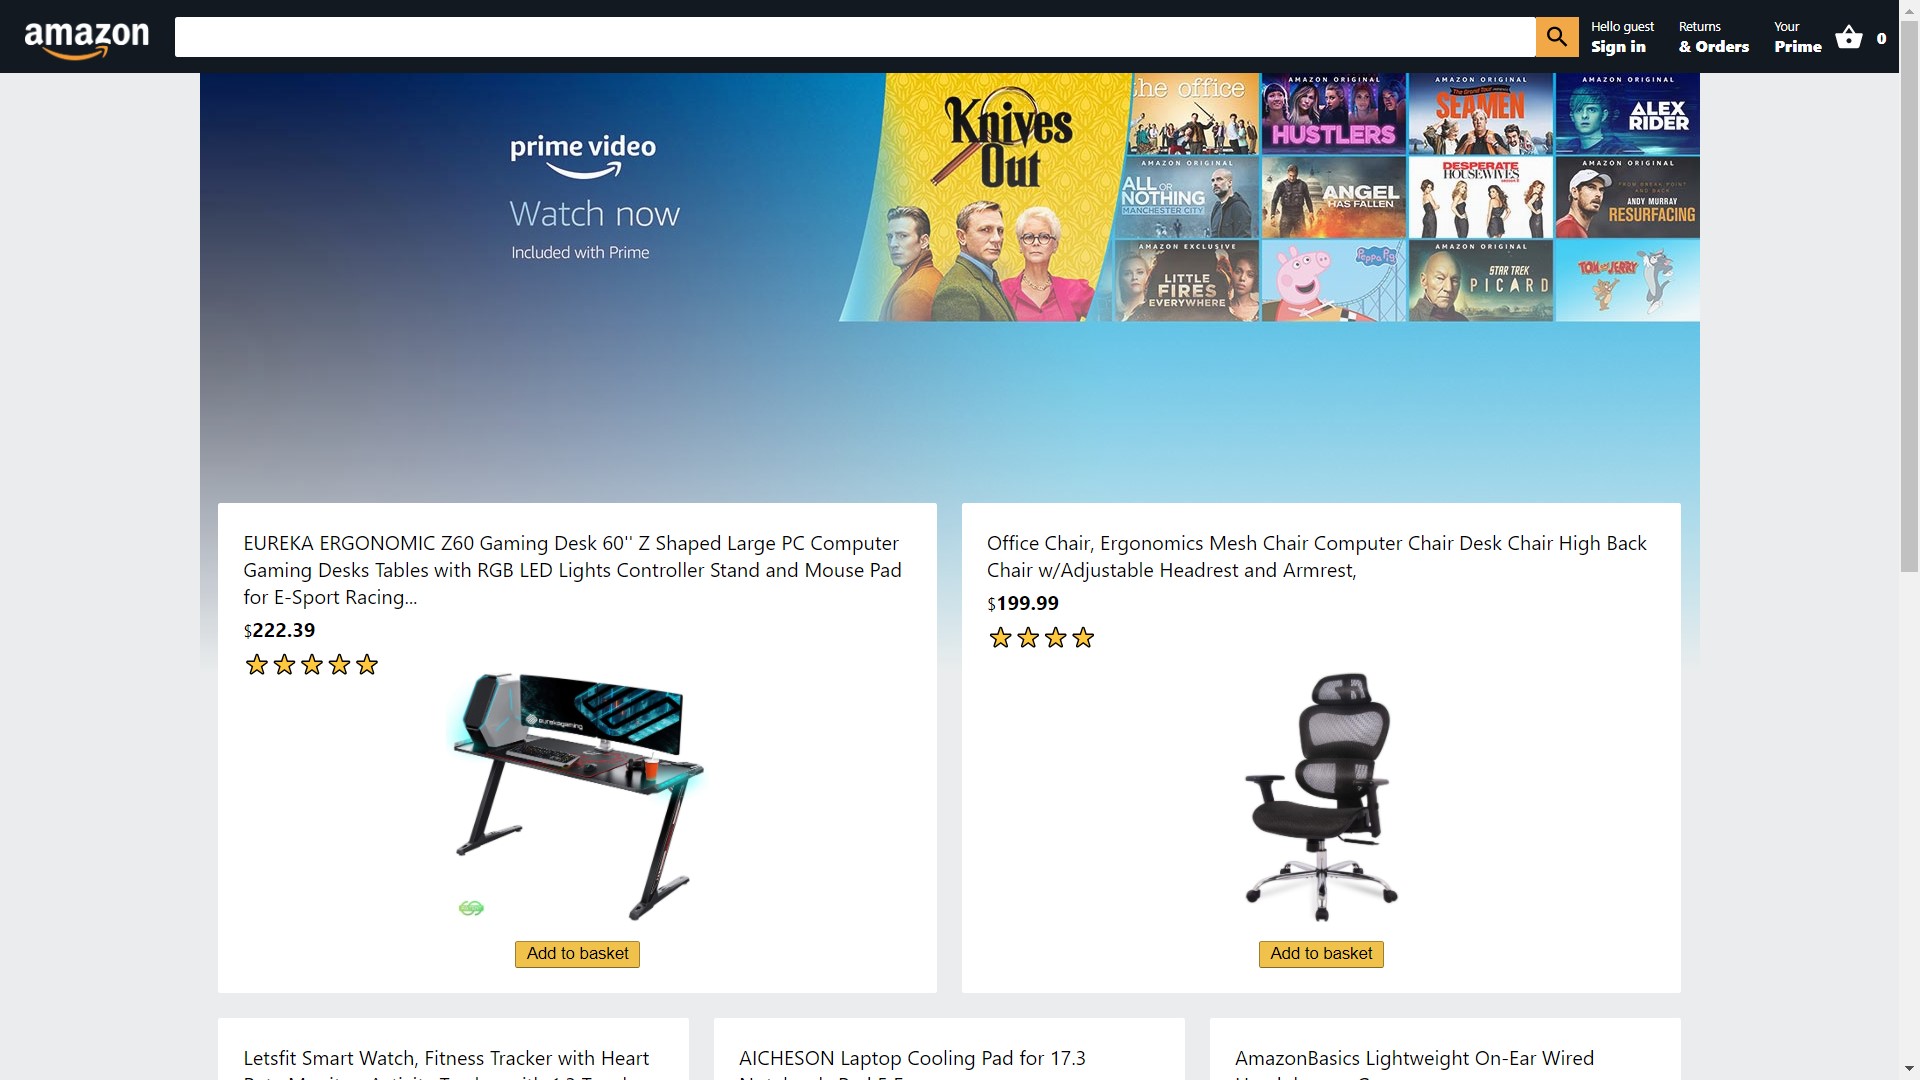 amazon
Hello guest
Sign in
Returns
& Orders
Your
Prime
0
prime video
Watch now
Included with Prime
Knives
Out
the office
AMAZON ORIGINAL
HUSTLERS
AMAZON ORIGINAL
The Grand Tour
SEAMEN
AMAZON ORIGINAL
ALEX
RIDER
AMAZON ORIGINAL
ALL OR
NOTHING
MANCHESTER CITY
ANGEL
HAS FALLEN
DESPERATE
HOUSEWIVES
AMAZON ORIGINAL
FROM BREAK POINT
AND BACK
ANDY MURRAY
RESURFACING
AMAZON EXCLUSIVE
LITTLE
FIRES
EVERYWHERE
Peppa Pig
AMAZON ORIGINAL
STAR TREK
PICARD
TOM and JERRY
EUREKA ERGONOMIC Z60 Gaming Desk 60'' Z Shaped Large PC Computer
Gaming Desks Tables with RGB LED Lights Controller Stand and Mouse Pad
for E-Sport Racing...
$222.39
eurekagaming
Add to basket
Office Chair, Ergonomics Mesh Chair Computer Chair Desk Chair High Back
Chair w/Adjustable Headrest and Armrest,
$199.99
Add to basket
Letsfit Smart Watch, Fitness Tracker with Heart
AICHESON Laptop Cooling Pad for 17.3
AmazonBasics Lightweight On-Ear Wired